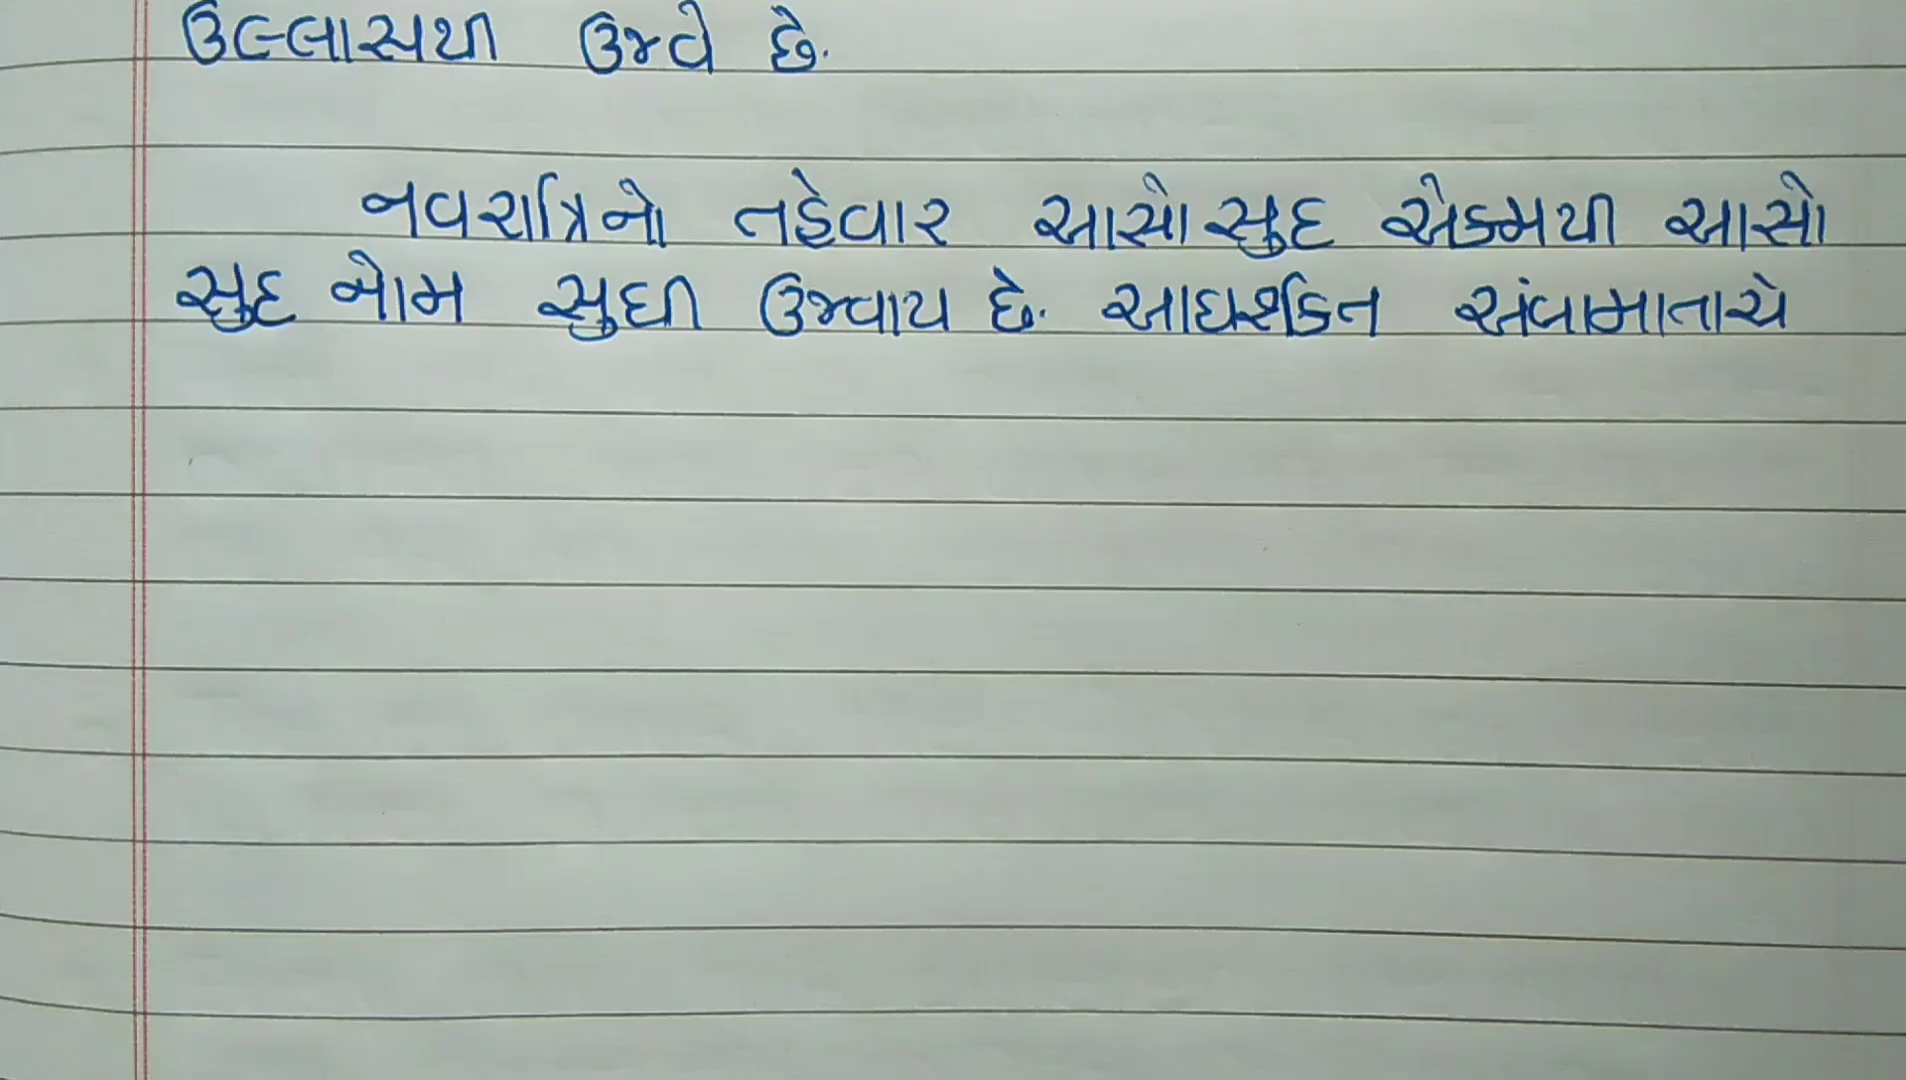 ઉલ્લાસથી ઉજવે છે.
નવરાત્રિનો તહેવાર આસો સુદ એકમથી આસો
સુદ નોમ સુધી ઉજવાય છે. આદ્યશકિત અંબામાતાએ